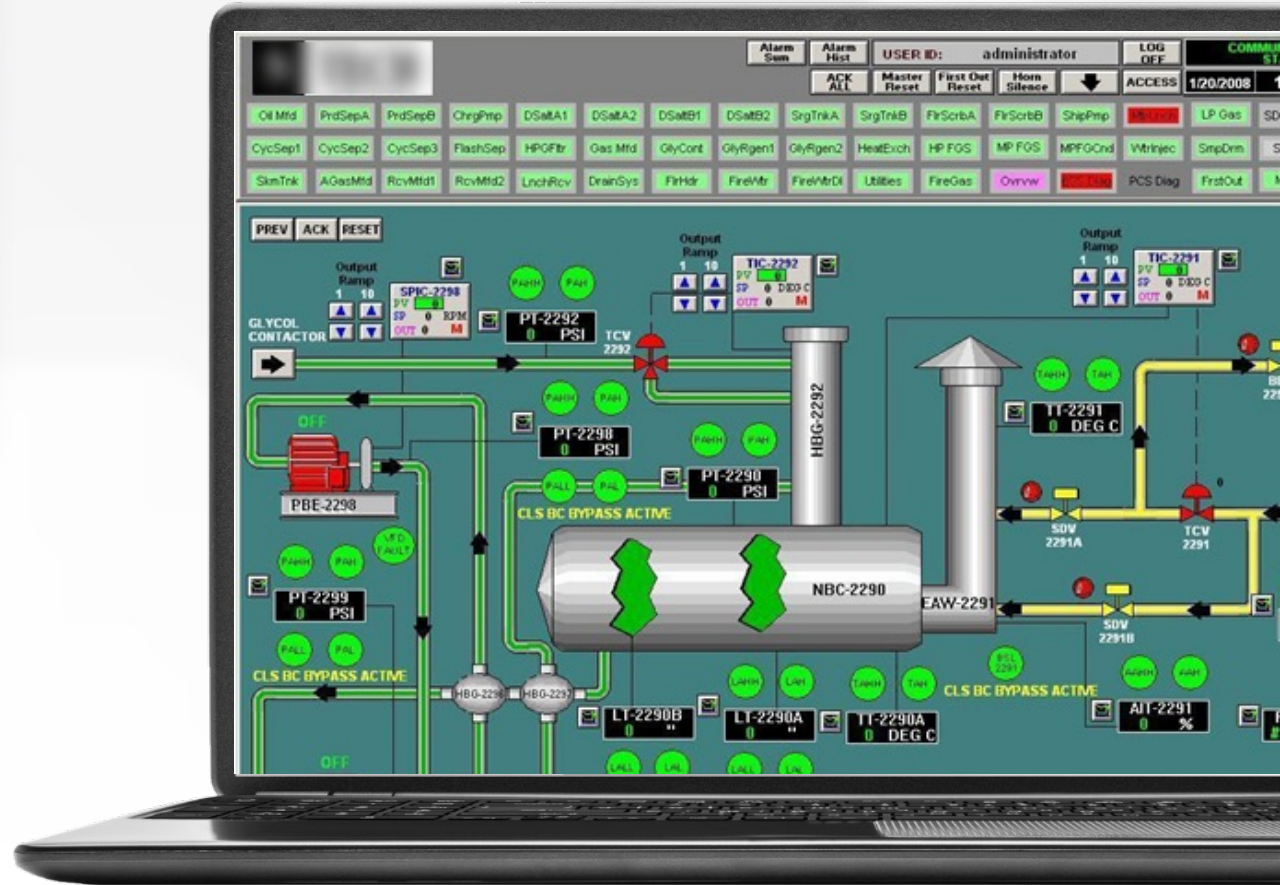 Alarm Sum
Alarm Hist
USER ID: administrator
LOG OFF
ACK ALL
Master Reset
First Out Reset
Horn Silence
ACCESS
1/20/2008
Oil Mfd PrdSepA PrdSepB ChrgPmp DSaltA1 DSaltA2 DSaltB1 DSaltB2 SrgTnkA SrgTnkB FlrScrbA FlrScrbB ShipPmp LP Gas
CycSep1 CycSep2 CycSep3 FlashSep HPGFltr Gas Mfd GlyCont GlyRgen1 GlyRgen2 HeatExch HP FGS MP FGS MPFGCnd WtrInjec SmpDrm
SkmTnk AGasMfd RcvMfd1 RcvMfd2 LnchRcv DrainSys FirHdr FireWtr FireWtrDl Utilities FireGas Ovrvw PCS Diag FrstOut
PREV ACK RESET
Output Ramp
1 10
SPIC-2298
PV 0
SP 0 RPM
OUT 0 M
Output Ramp
1 10
TIC-2292
PV 0
SP 0 DEG C
OUT 0 M
Output Ramp
1 10
TIC-2291
PV 0
SP 0 DEG C
OUT 0 M
GLYCOL CONTACTOR
PAHH PAH
PT-2292
0 PSI
TCV 2292
HBG-2292
TAHH TAH
TT-2291
0 DEG C
OFF
PBE-2298
PAHH PAH
PT-2298
0 PSI
PALL PAL
CLS BC BYPASS ACTIVE
PAHH PAH
PT-2290
0 PSI
0
SDV 2291A
TCV 2291
VFD FAULT
PAHH PAH
PT-2299
0 PSI
PALL PAL
CLS BC BYPASS ACTIVE
NBC-2290
EAW-2291
SDV 2291B
BSL 2291
CLS BC BYPASS ACTIVE
AAHH AAH
AIT-2291
0 %
LT-2290B
0 "
LAHH LAH
LT-2290A
0 "
TAHH TAH
TT-2290A
0 DEG C
OFF
LALL LAL
LALL LAL